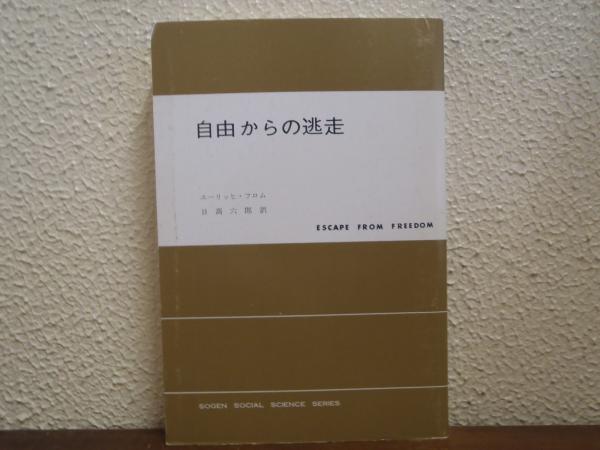 自由からの逃走
エーリッヒ・フロム
日高六郎訳
ESCAPE FROM FREEDOM
SOGEN SOCIAL SCIENCE SERIES